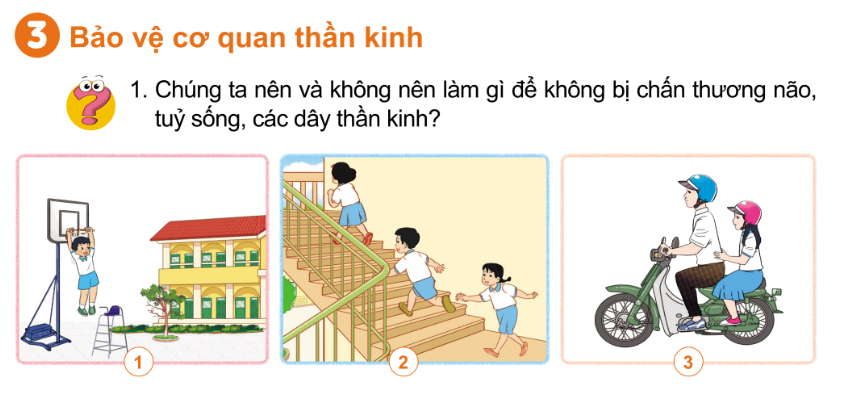 3 Bảo vệ cơ quan thần kinh
1. Chúng ta nên và không nên làm gì để không bị chấn thương não,
tuỷ sống, các dây thần kinh?
1
2
3